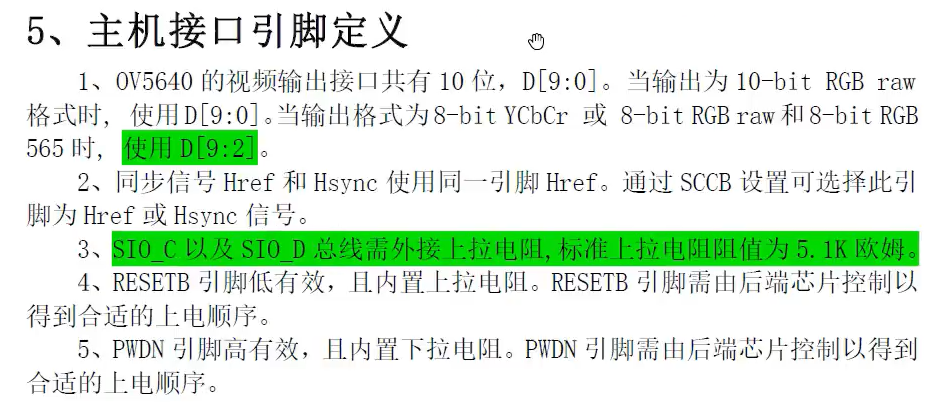 5、主机接口引脚定义
1、OV5640 的视频输出接口共有 10 位，D[9:0]。当输出为 10-bit RGB raw
格式时, 使用D[9:0]。当输出格式为8-bit YCbCr 或 8-bit RGB raw和8-bit RGB
565 时, 使用 D[9:2]。
2、同步信号 Href 和 Hsync 使用同一引脚 Href。通过 SCCB 设置可选择此引
脚为 Href 或 Hsync 信号。
3、SIO_C 以及 SIO_D 总线需外接上拉电阻,标准上拉电阻阻值为 5.1K 欧姆。
4、RESETB 引脚低有效，且内置上拉电阻。RESETB 引脚需由后端芯片控制以
得到合适的上电顺序。
5、PWDN 引脚高有效，且内置下拉电阻。PWDN 引脚需由后端芯片控制以得到
合适的上电顺序。